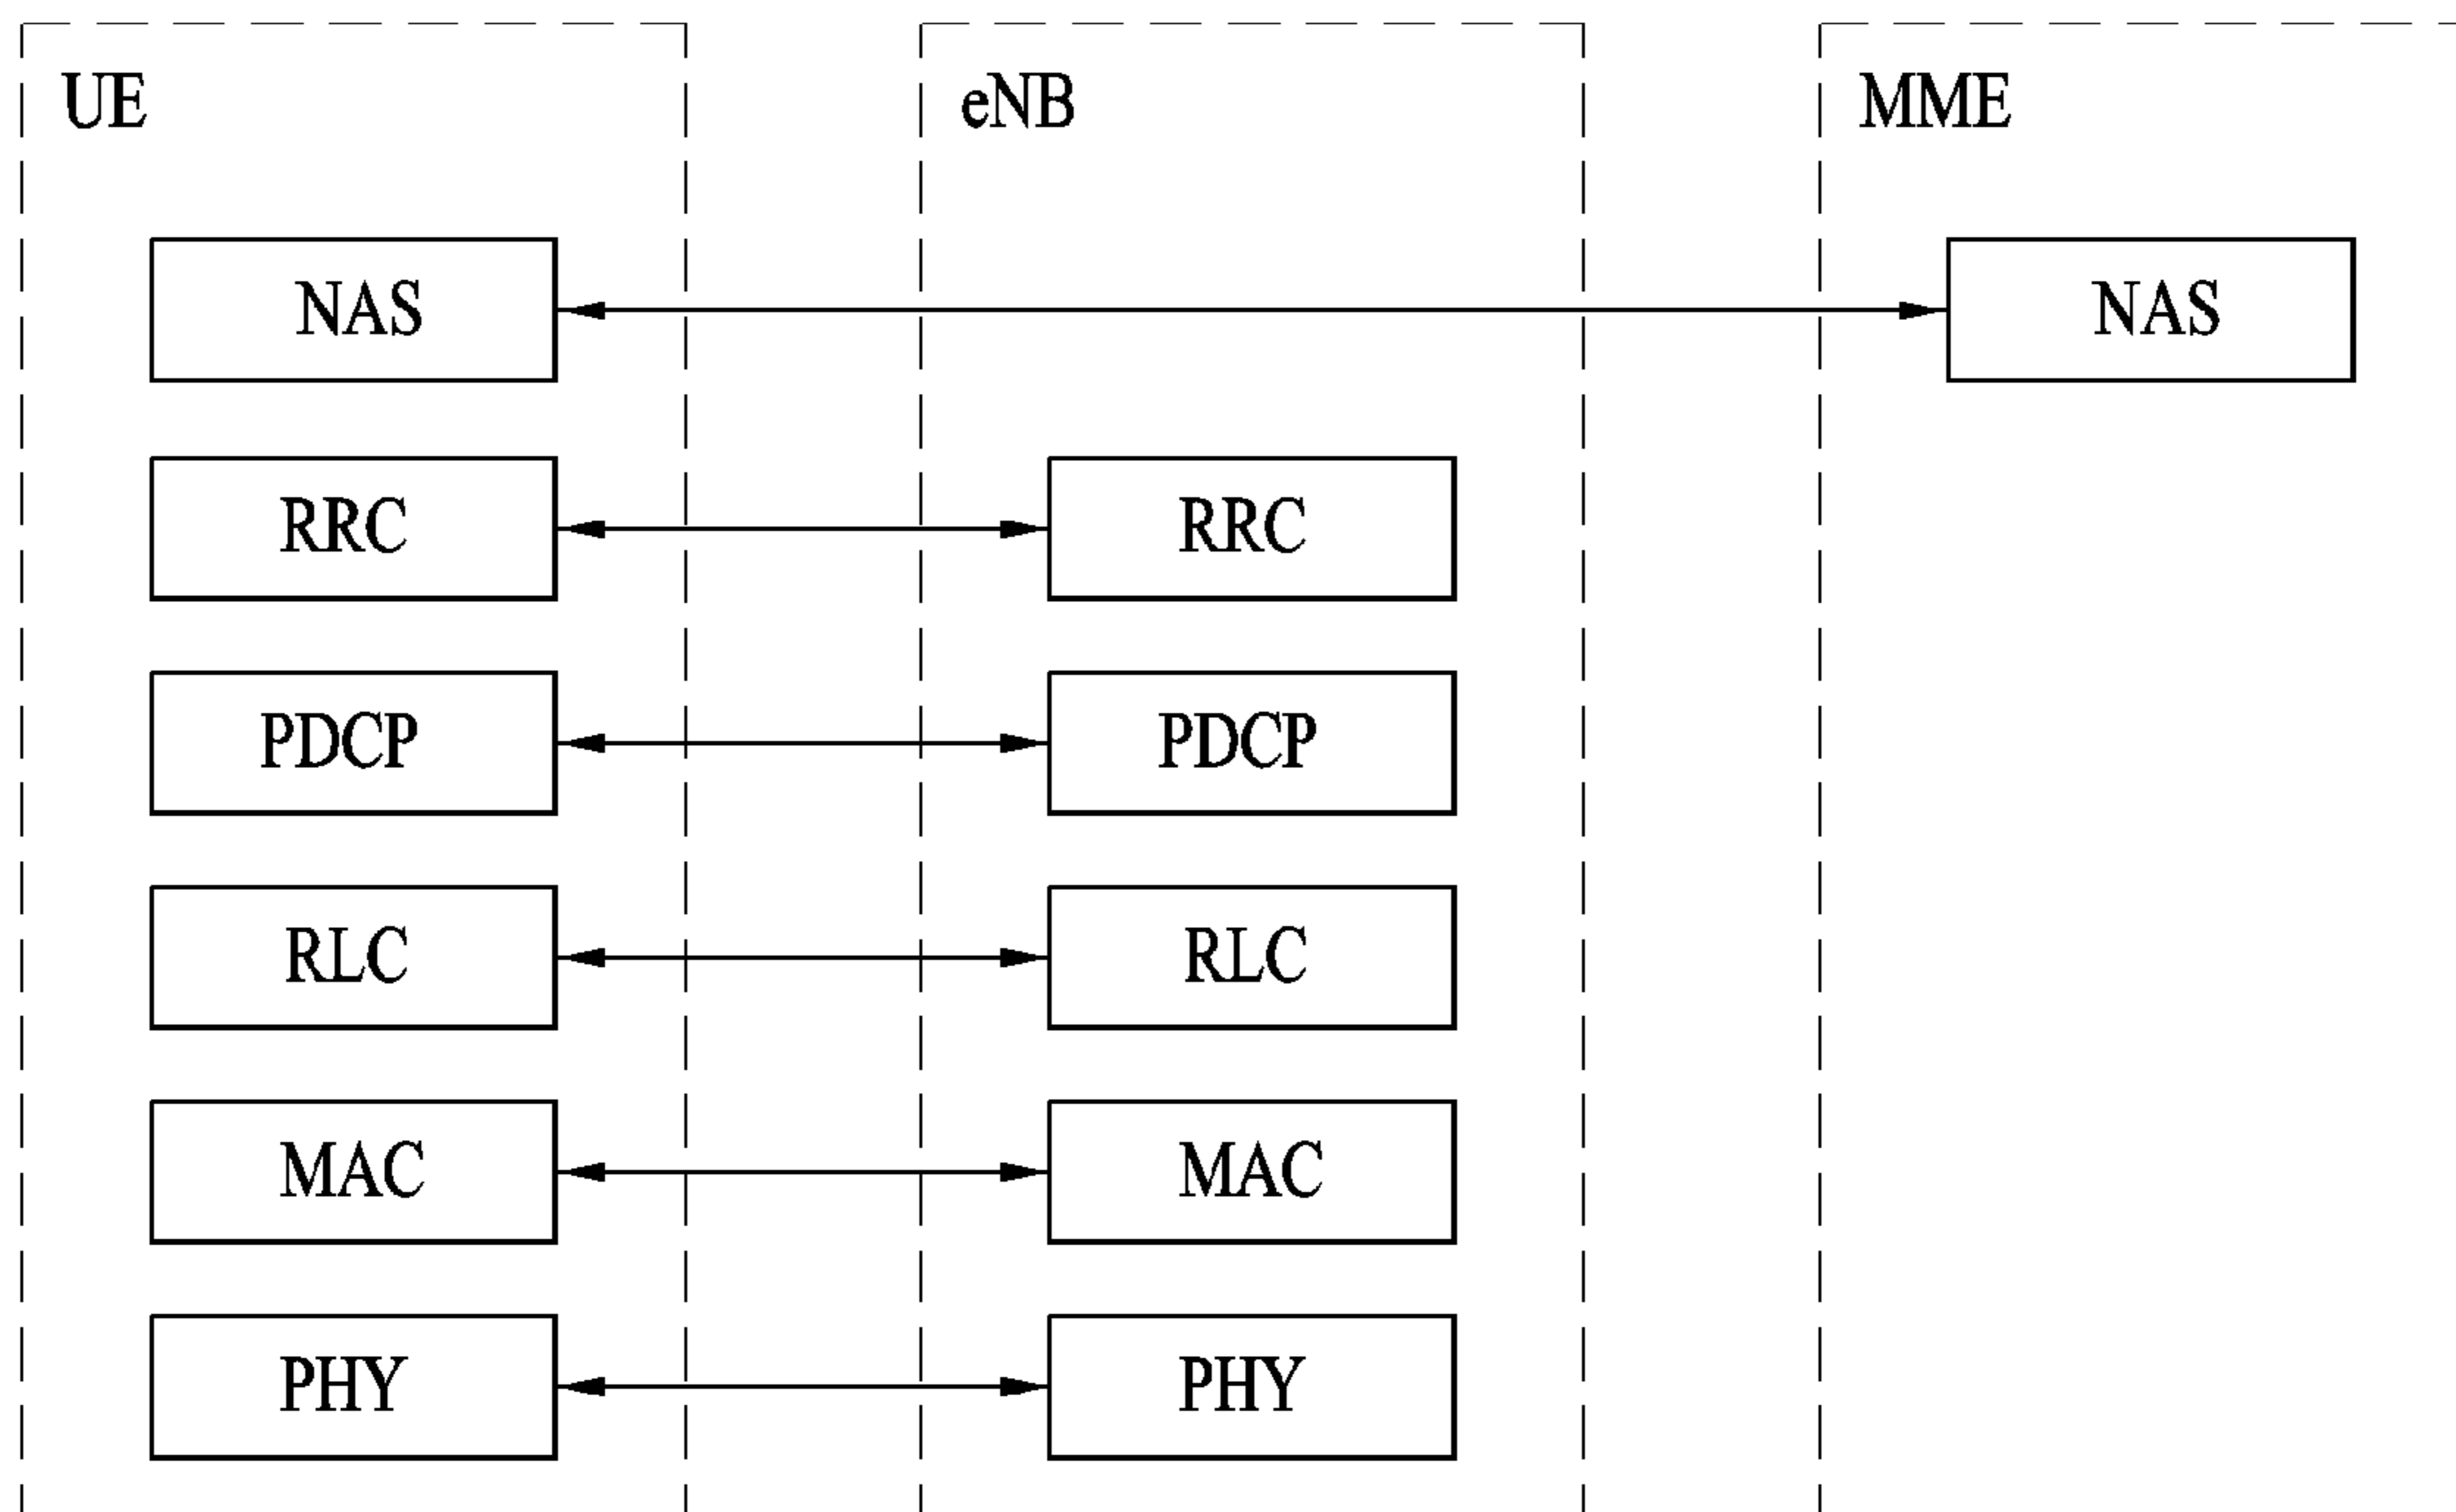 UE eNB MME
NAS NAS
RRC RRC
PDCP PDCP
RLC RLC
MAC MAC
PHY PHY